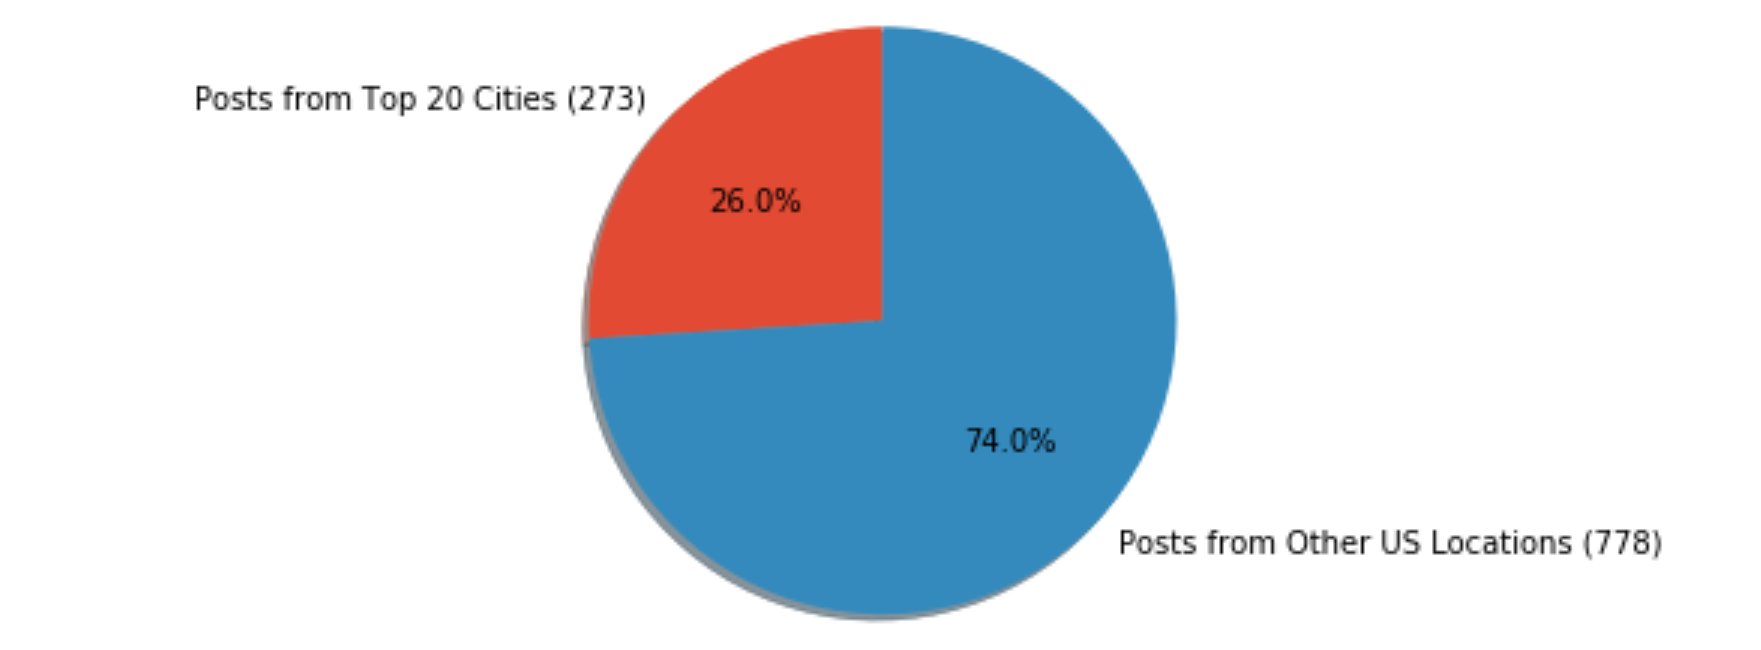 Posts from Top 20 Cities (273)
26.0%
74.0%
Posts from Other US Locations (778)